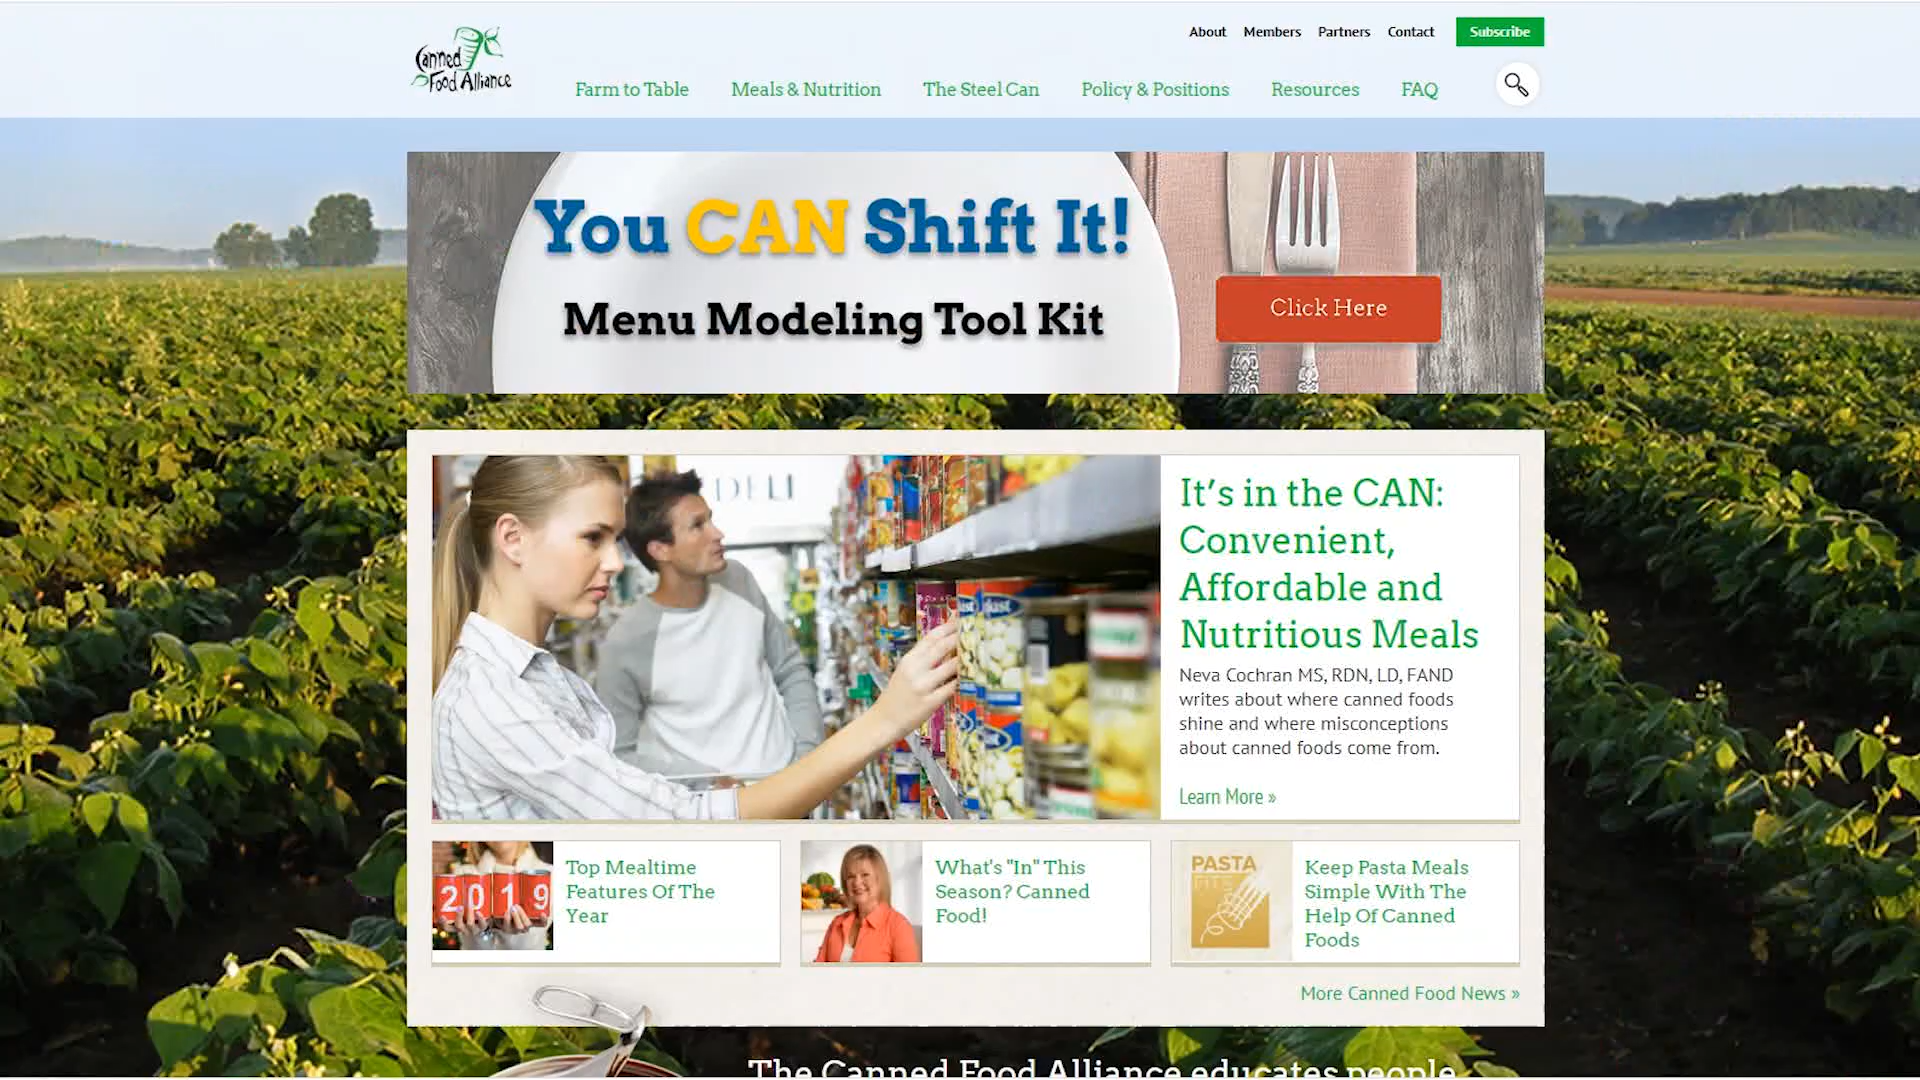 Canned
Food Alliance
About Members Partners Contact Subscribe
Farm to Table Meals & Nutrition The Steel Can Policy & Positions Resources FAQ
You CAN Shift It!
Menu Modeling Tool Kit
Click Here
DELI
It’s in the CAN:
Convenient,
Affordable and
Nutritious Meals
Neva Cochran MS, RDN, LD, FAND
writes about where canned foods
shine and where misconceptions
about canned foods come from.
Learn More »
2019
Top Mealtime
Features Of The
Year
What's "In" This
Season? Canned
Food!
PASTA
Keep Pasta Meals
Simple With The
Help Of Canned
Foods
More Canned Food News »
The Canned Food Alliance educates people